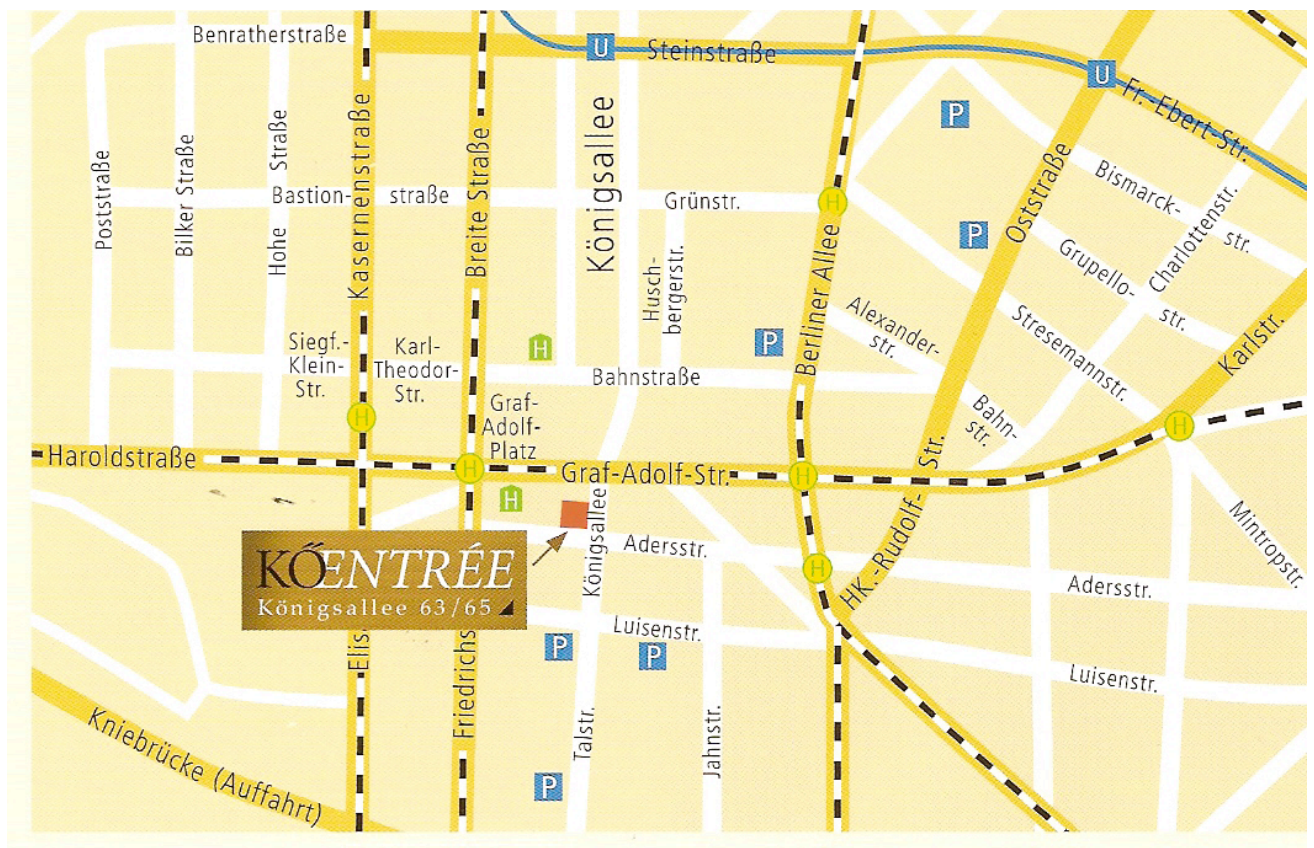 Benratherstraße
U
Steinstraße
U
Fr.-Ebert-Str.
P
Poststraße
Bilker Straße
Hohe Straße
Kasernenstraße
Breite Straße
Königsallee
Bastion-
straße
Grünstr.
H
Oststraße
Bismarck-
str.
Charlottenstr.
P
Grupello-
str.
Husch-
bergerstr.
Berliner Allee
Alexander-
str.
Stresemannstr.
Karlstr.
Siegf.-
Klein-
Str.
Karl-
Theodor-
Str.
H
P
Bahnstraße
Graf-
Adolf-
Platz
H
Bahn-
str.
H
Haroldstraße
H
Graf-Adolf-Str.
H
HK.-Rudolf-
Str.
H
Königsallee
Adersstr.
KŐENTRÉE
Königsallee 63/65
H
Adersstr.
Mintropstr.
Elis
Friedrichs
Luisenstr.
P
P
Luisenstr.
Talstr.
Jahnstr.
Kniebrücke (Auffahrt)
P